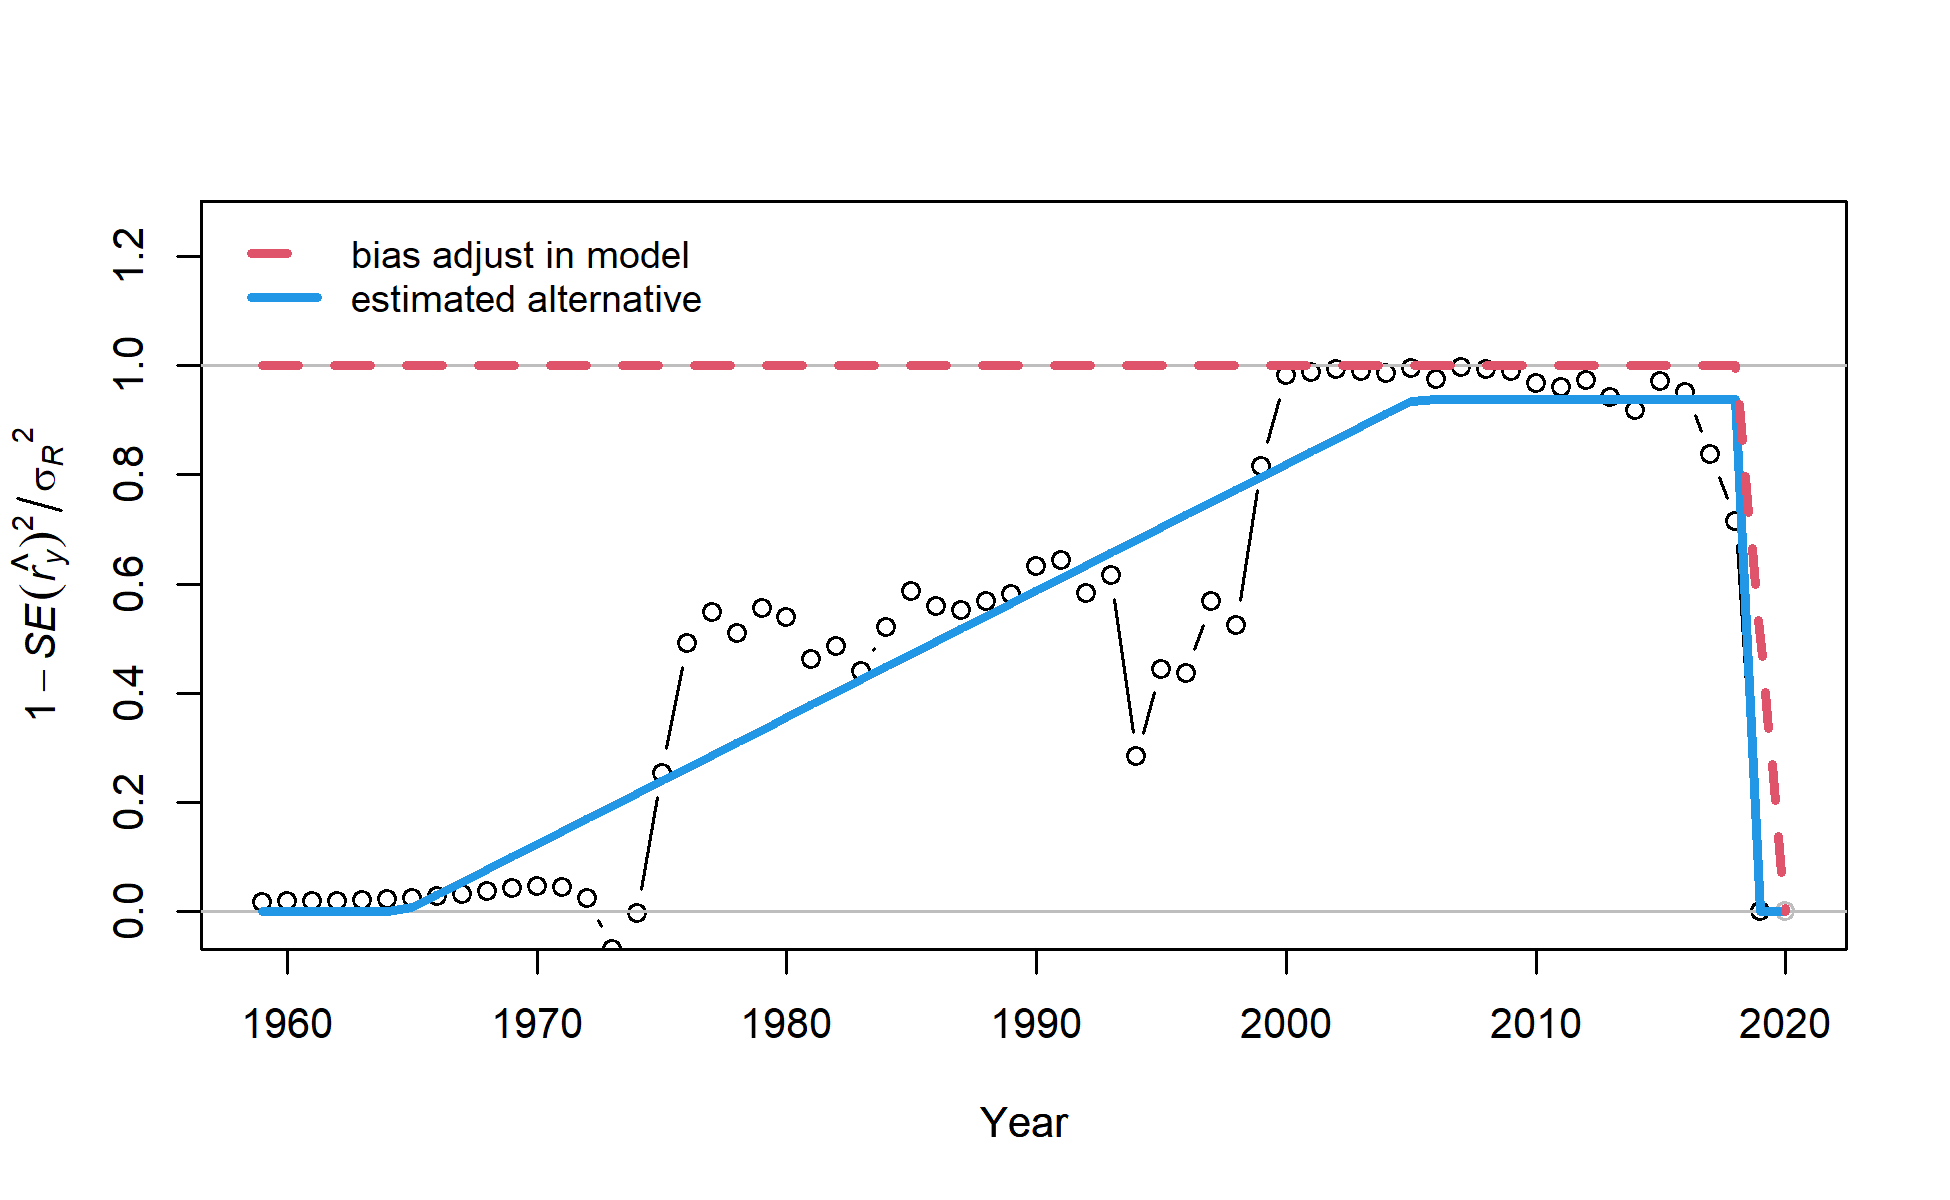 bias adjust in model
estimated alternative
1.2
1.0
0.8
0.6
0.4
0.2
0.0
1 − SE(r̂y)² / σR²
1960 1970 1980 1990 2000 2010 2020
Year